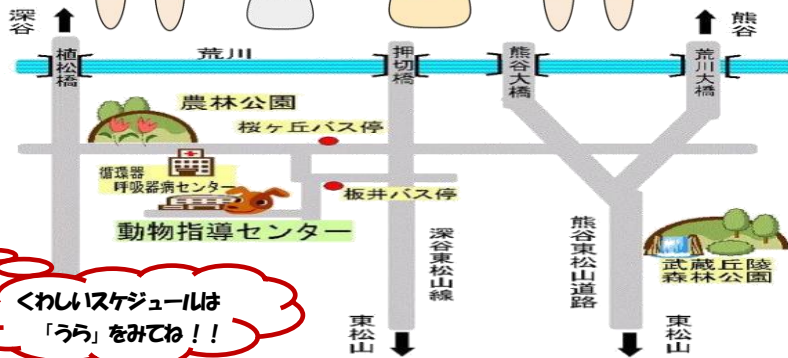 深谷
熊谷
植松橋
荒川
押切橋
熊谷大橋
荒川大橋
農林公園
桜ヶ丘バス停
循環器
呼吸器病センター
板井バス停
動物指導センター
深谷東松山線
熊谷東松山道路
武蔵丘陵
森林公園
くわしいスケジュールは
「うら」をみてね！！
東松山
東松山